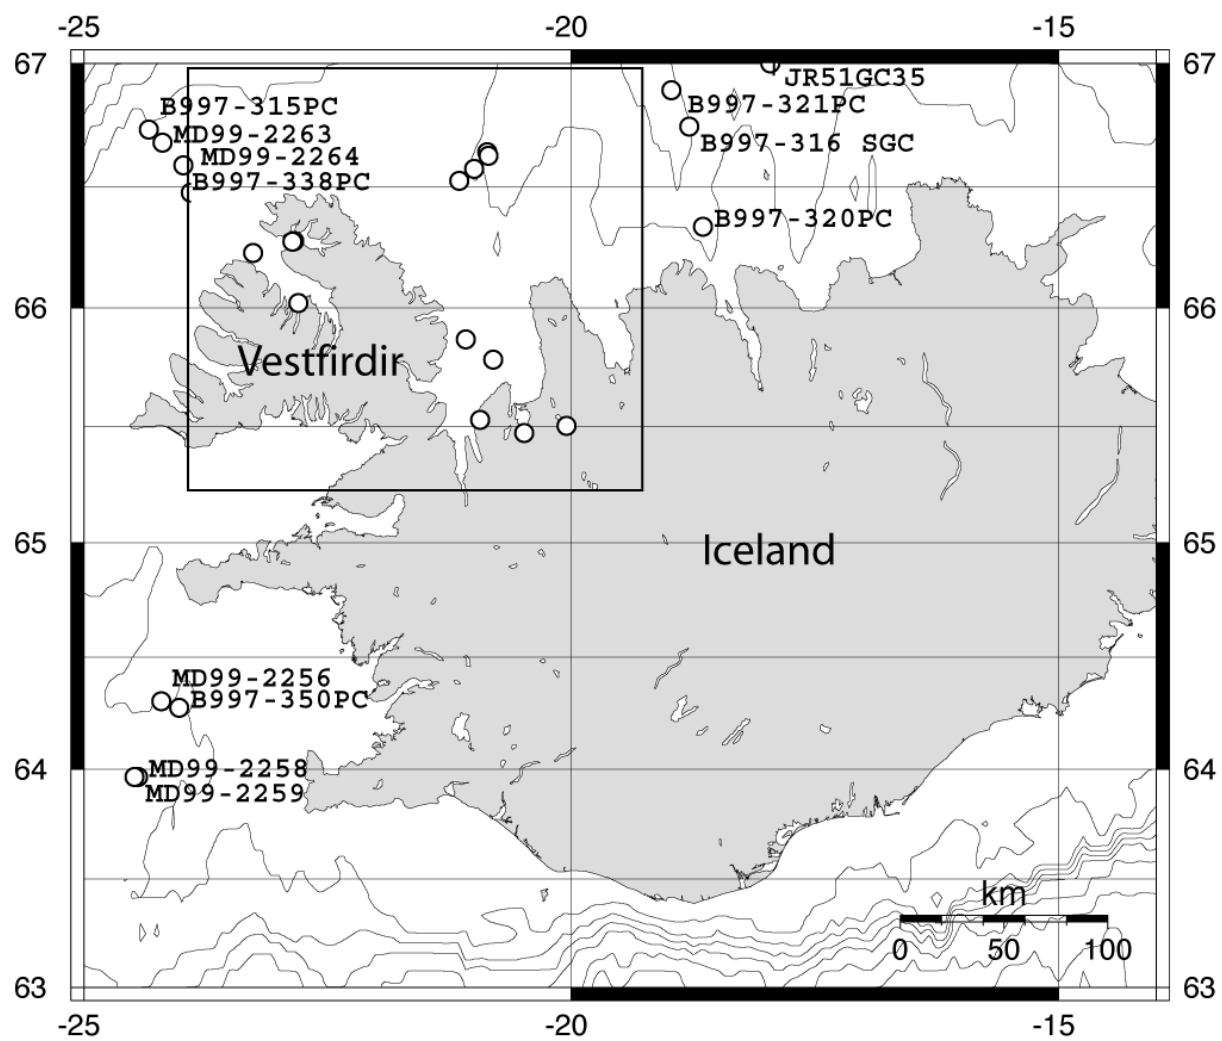 -25 -20 -15
67 67
JR51GC35
B997-315PC
B997-321PC
MD99-2263
B997-316 SGC
MD99-2264
B997-338PC
B997-320PC
66 66
Vestfirdir
Iceland
65 65
MD99-2256
B997-350PC
64 64
MD99-2258
MD99-2259
km
0 50 100
63 63
-25 -20 -15